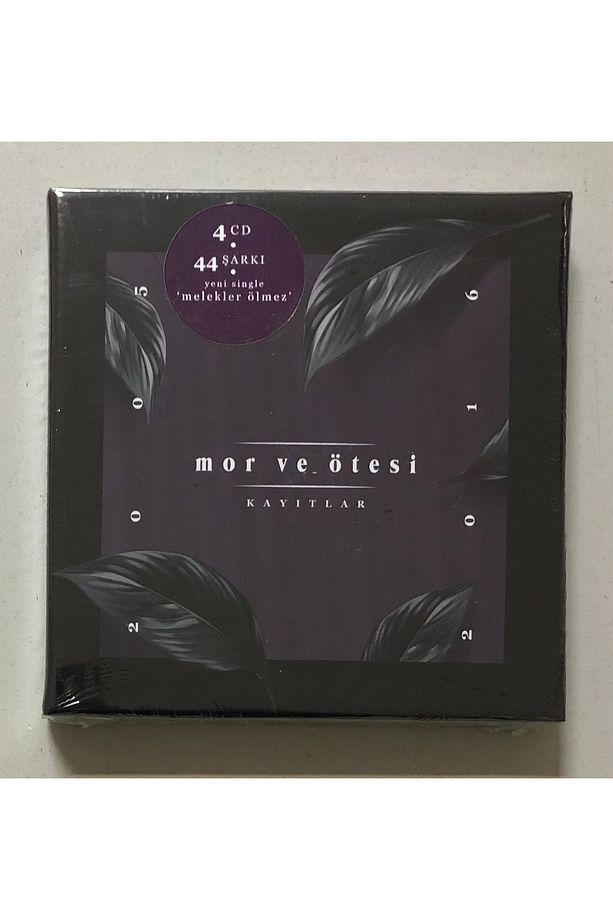 4 CD
44 ŞARKI
yeni single
'melekler ölmez'
2005
2016
mor ve ötesi
KAYITLAR